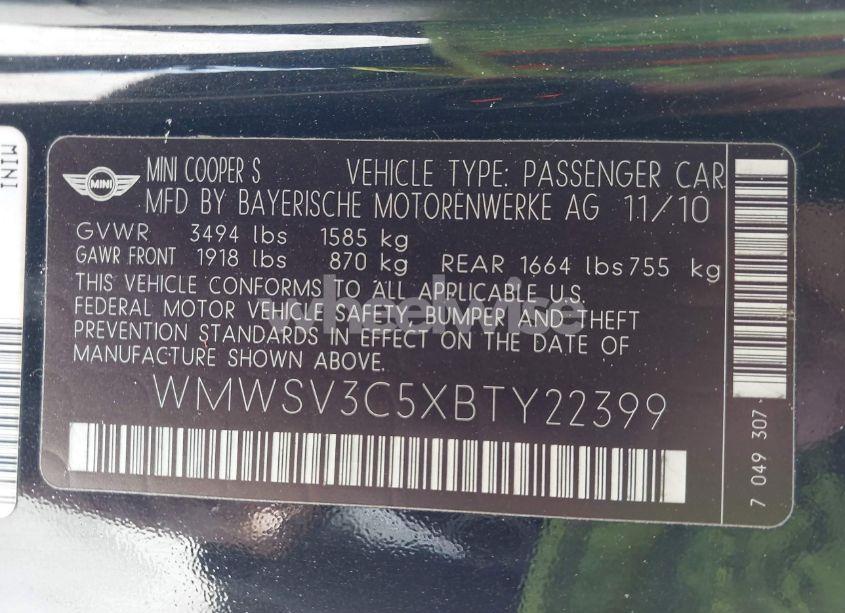 MINI
MINI COOPER S VEHICLE TYPE: PASSENGER CAR
MINI
MFD BY BAYERISCHE MOTORENWERKE AG 11/10
GVWR 3494 lbs 1585 kg
GAWR FRONT 1918 lbs 870 kg REAR 1664 lbs 755 kg
THIS VEHICLE CONFORMS TO ALL APPLICABLE U.S.
FEDERAL MOTOR VEHICLE SAFETY, BUMPER AND THEFT
PREVENTION STANDARDS IN EFFECT ON THE DATE OF
MANUFACTURE SHOWN ABOVE.
WMWSV3C5XBTY22399
7 049 307
wheelwise